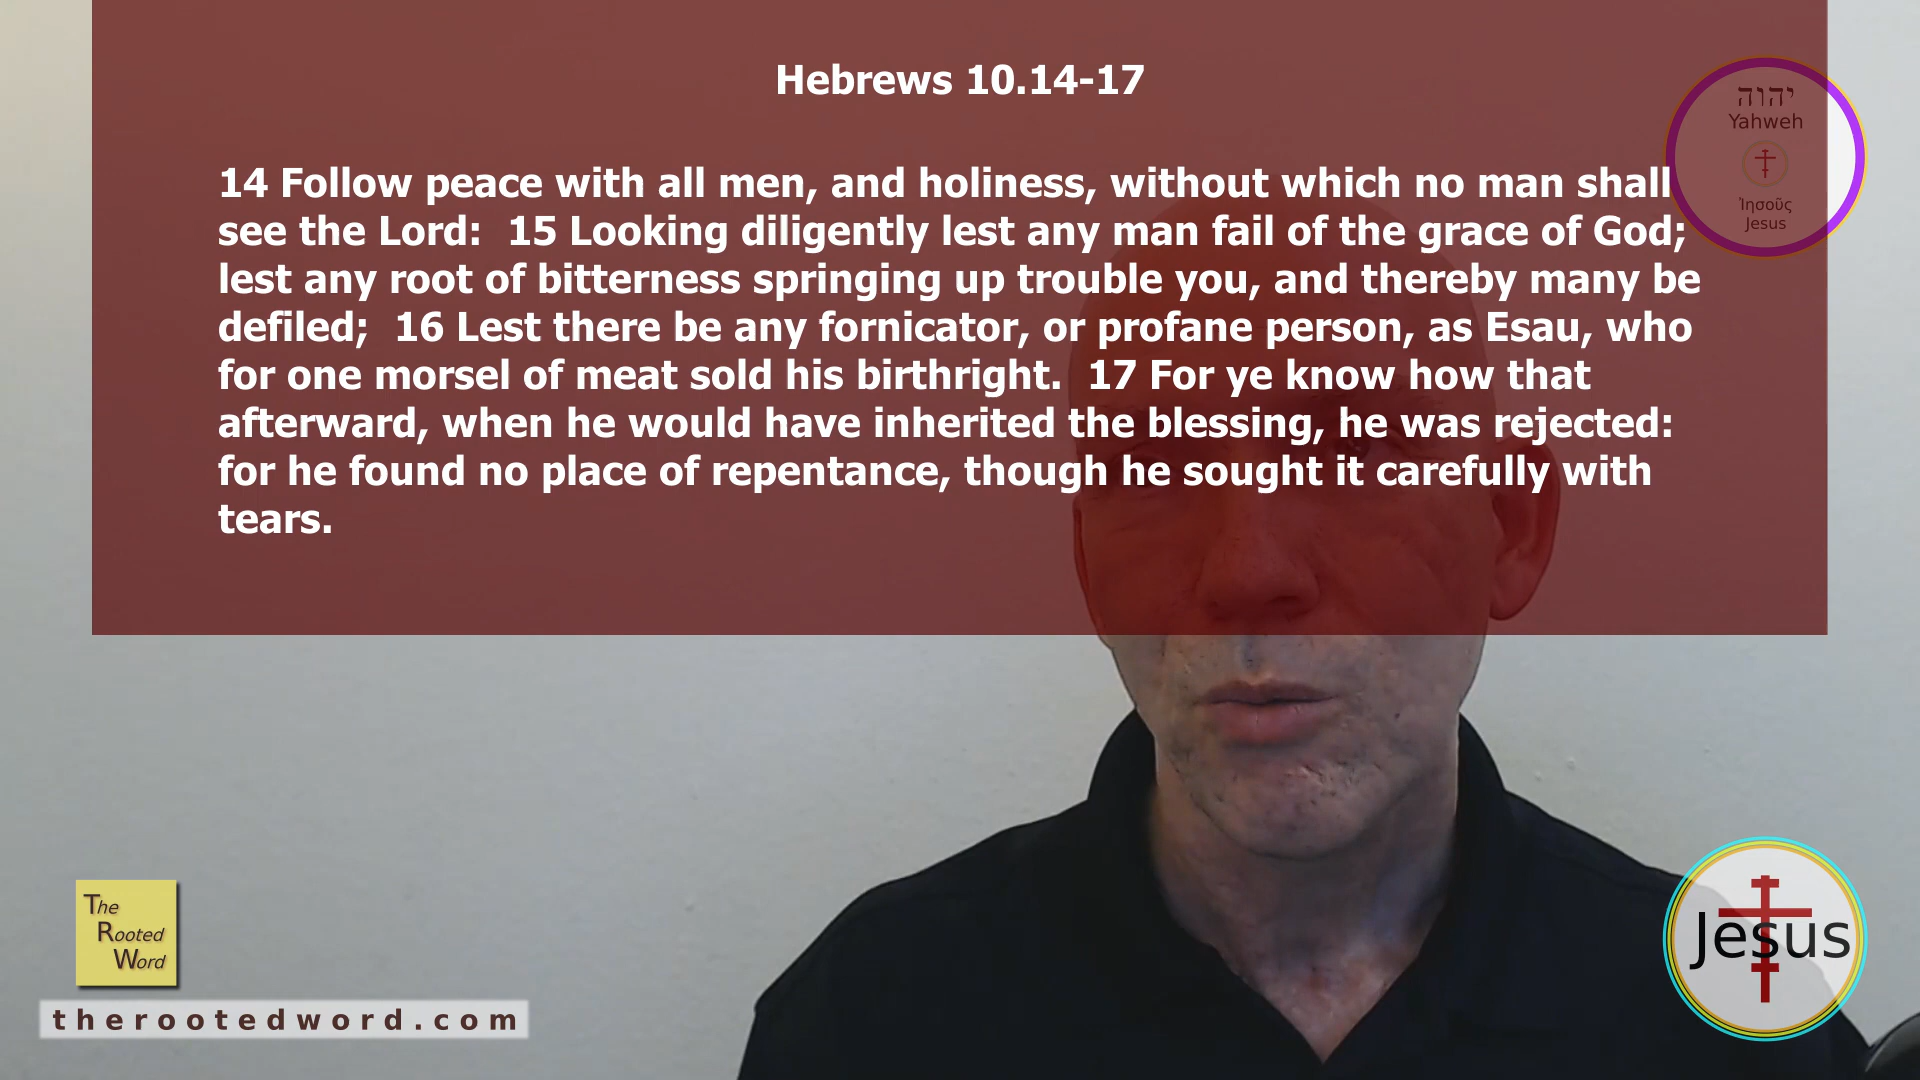 Hebrews 10.14-17
14 Follow peace with all men, and holiness, without which no man shall
see the Lord:  15 Looking diligently lest any man fail of the grace of God;
lest any root of bitterness springing up trouble you, and thereby many be
defiled;  16 Lest there be any fornicator, or profane person, as Esau, who
for one morsel of meat sold his birthright.  17 For ye know how that
afterward, when he would have inherited the blessing, he was rejected:
for he found no place of repentance, though he sought it carefully with
tears.
יהוה
Yahweh
Ἰησοῦς
Jesus
The
Rooted
Word
therootedword.com
Jesus